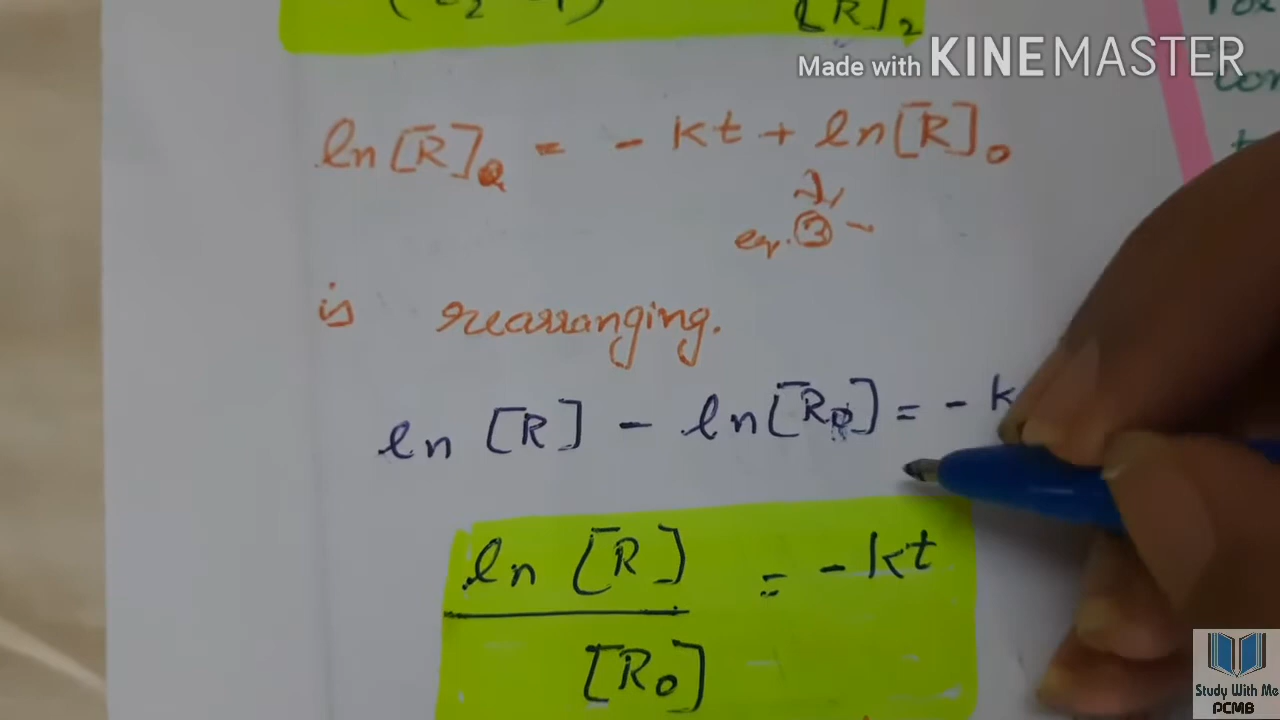 [R]2
Made with KINEMASTER
ln [R] = - kt + ln [R]0
eq. 3
is rearranging.
ln [R] - ln [R0] = - k
ln [R] = - kt
[R0]
Study With Me
PCMB